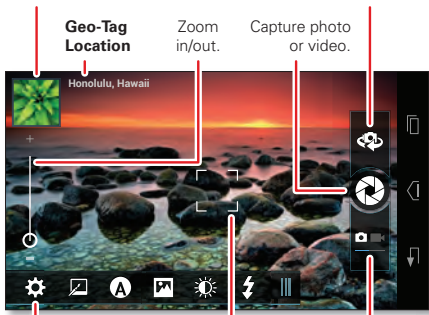 Geo-Tag
Location
Zoom
in/out.
Capture photo
or video.
Honolulu, Hawaii
A